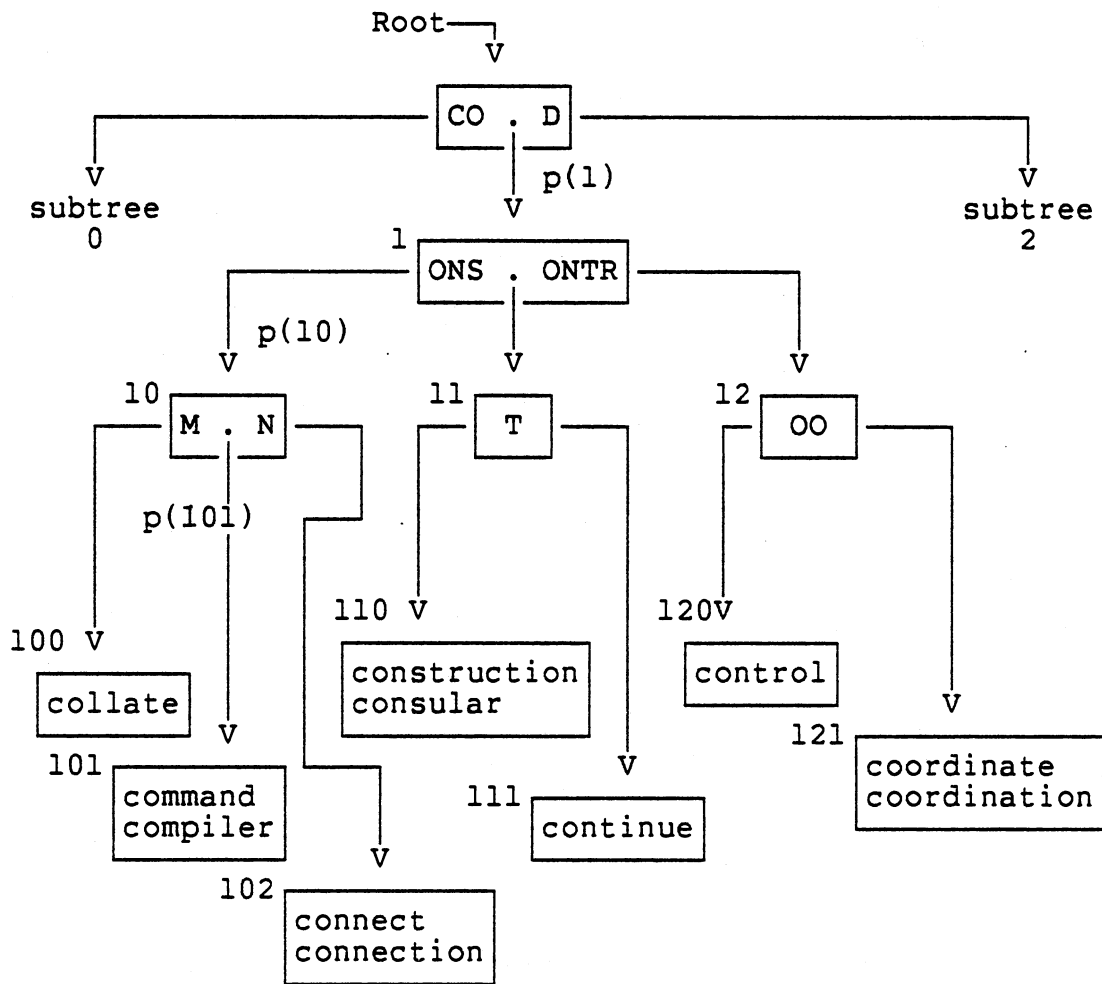 Root
V
CO . D
V
p(1)
V
subtree
0
V
subtree
2
1
ONS . ONTR
p(10)
V
V
V
10
M . N
11
T
12
OO
p(101)
100 V
collate
110 V
construction
consular
120V
control
101
V
command
compiler
111
V
continue
121
V
coordinate
coordination
102
V
connect
connection